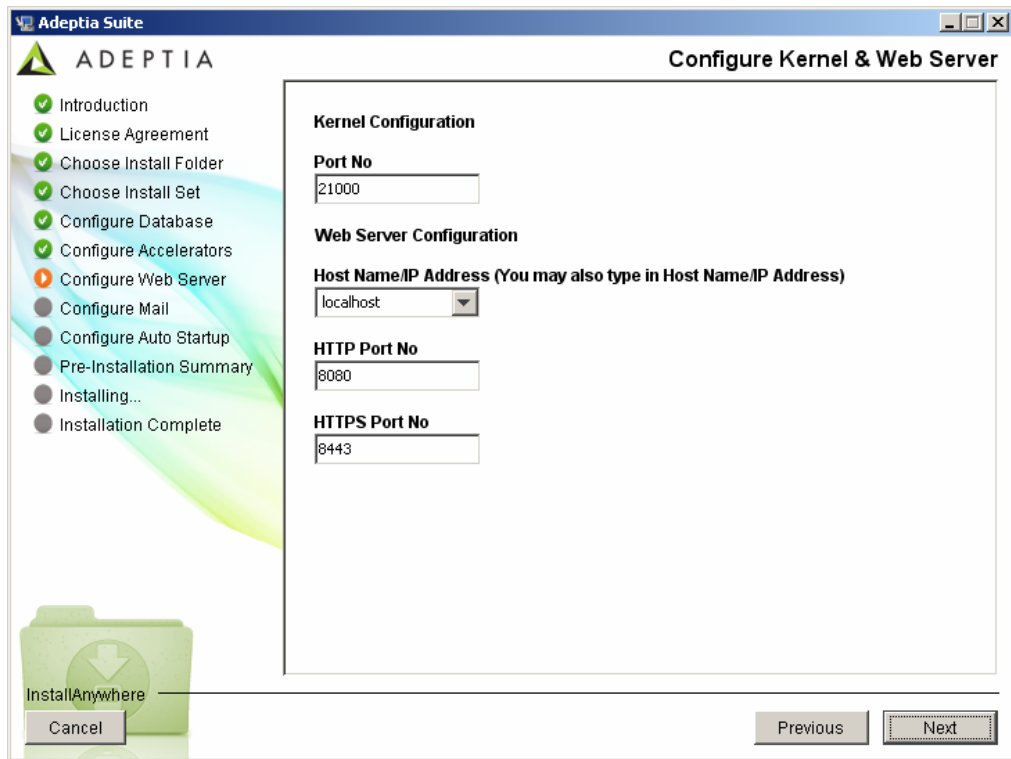 Adeptia Suite
ADEPTIA
Configure Kernel & Web Server
Introduction
License Agreement
Choose Install Folder
Choose Install Set
Configure Database
Configure Accelerators
Configure Web Server
Configure Mail
Configure Auto Startup
Pre-Installation Summary
Installing...
Installation Complete
Kernel Configuration
Port No
21000
Web Server Configuration
Host Name/IP Address (You may also type in Host Name/IP Address)
localhost
HTTP Port No
8080
HTTPS Port No
8443
InstallAnywhere
Cancel
Previous
Next